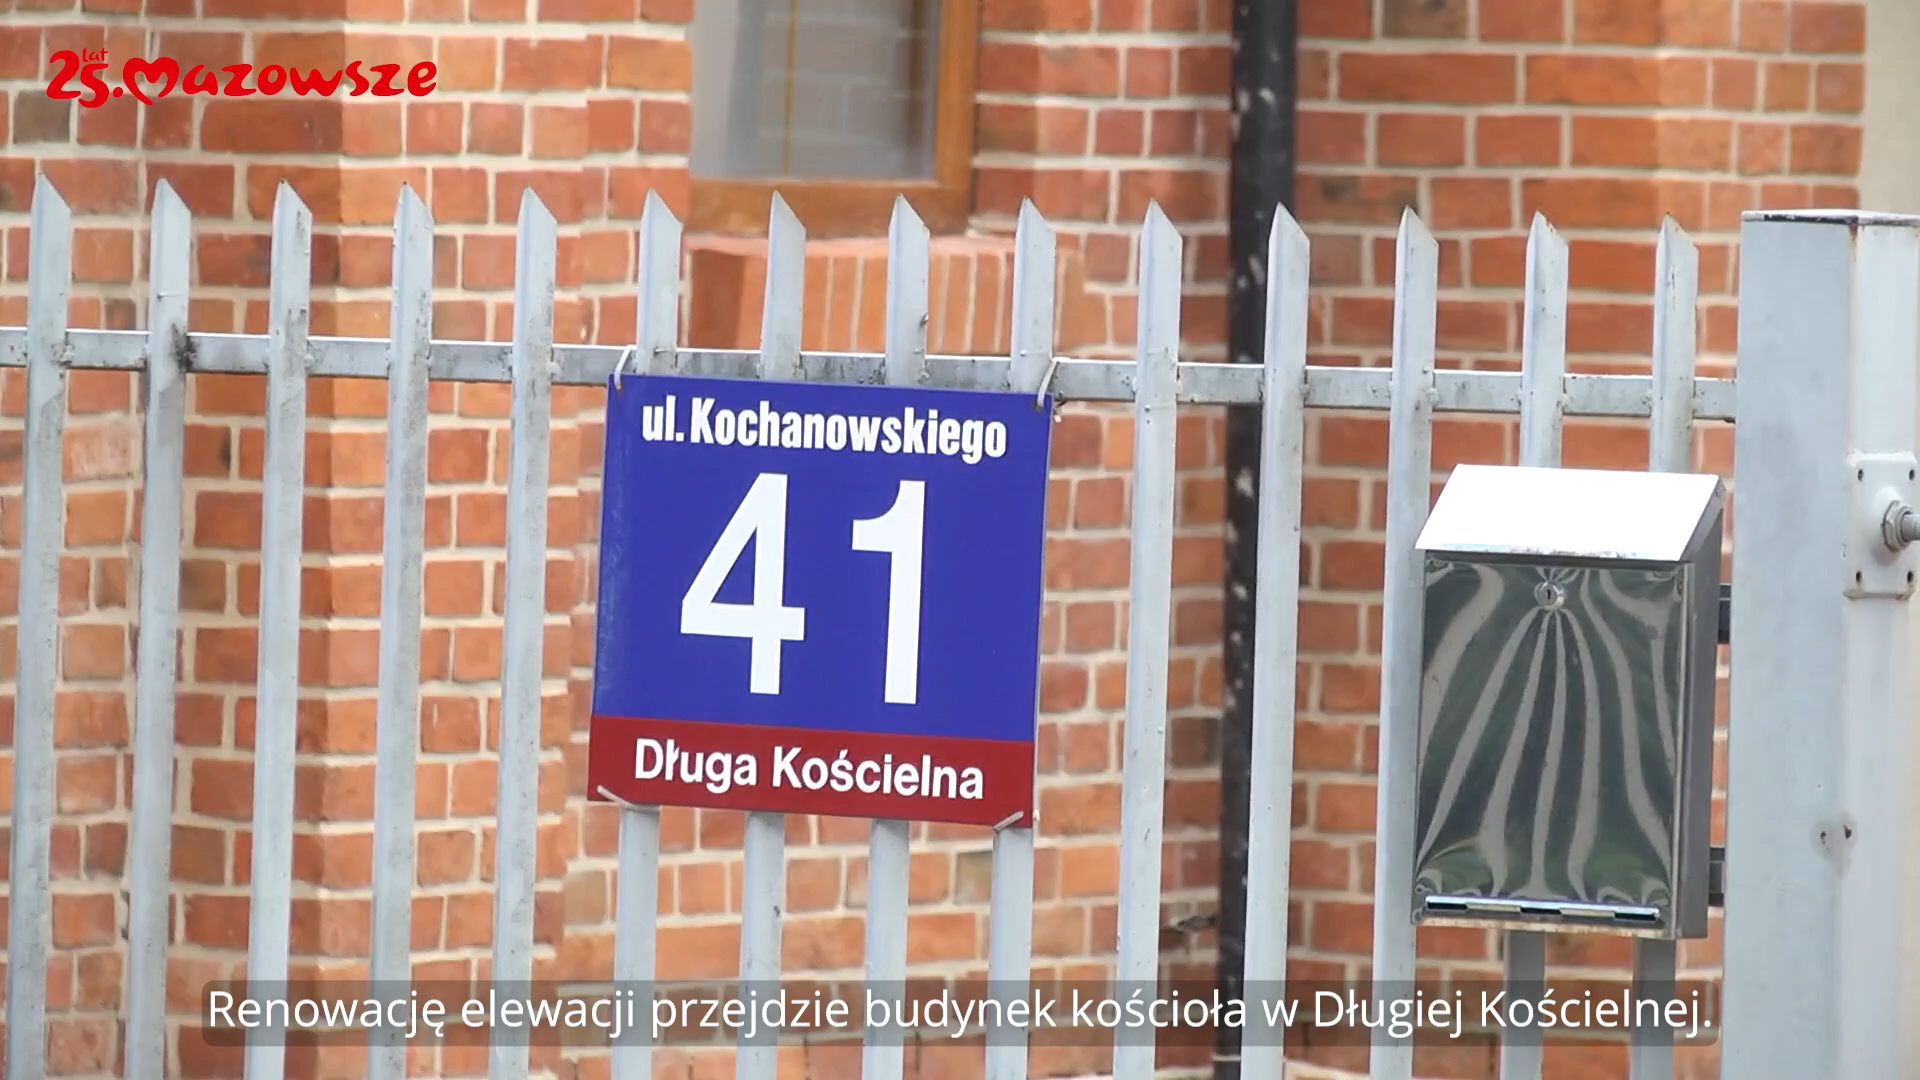 25 lat. Mazowsze
ul. Kochanowskiego
41
Długa Kościelna
Renowację elewacji przejdzie budynek kościoła w Długiej Kościelnej.